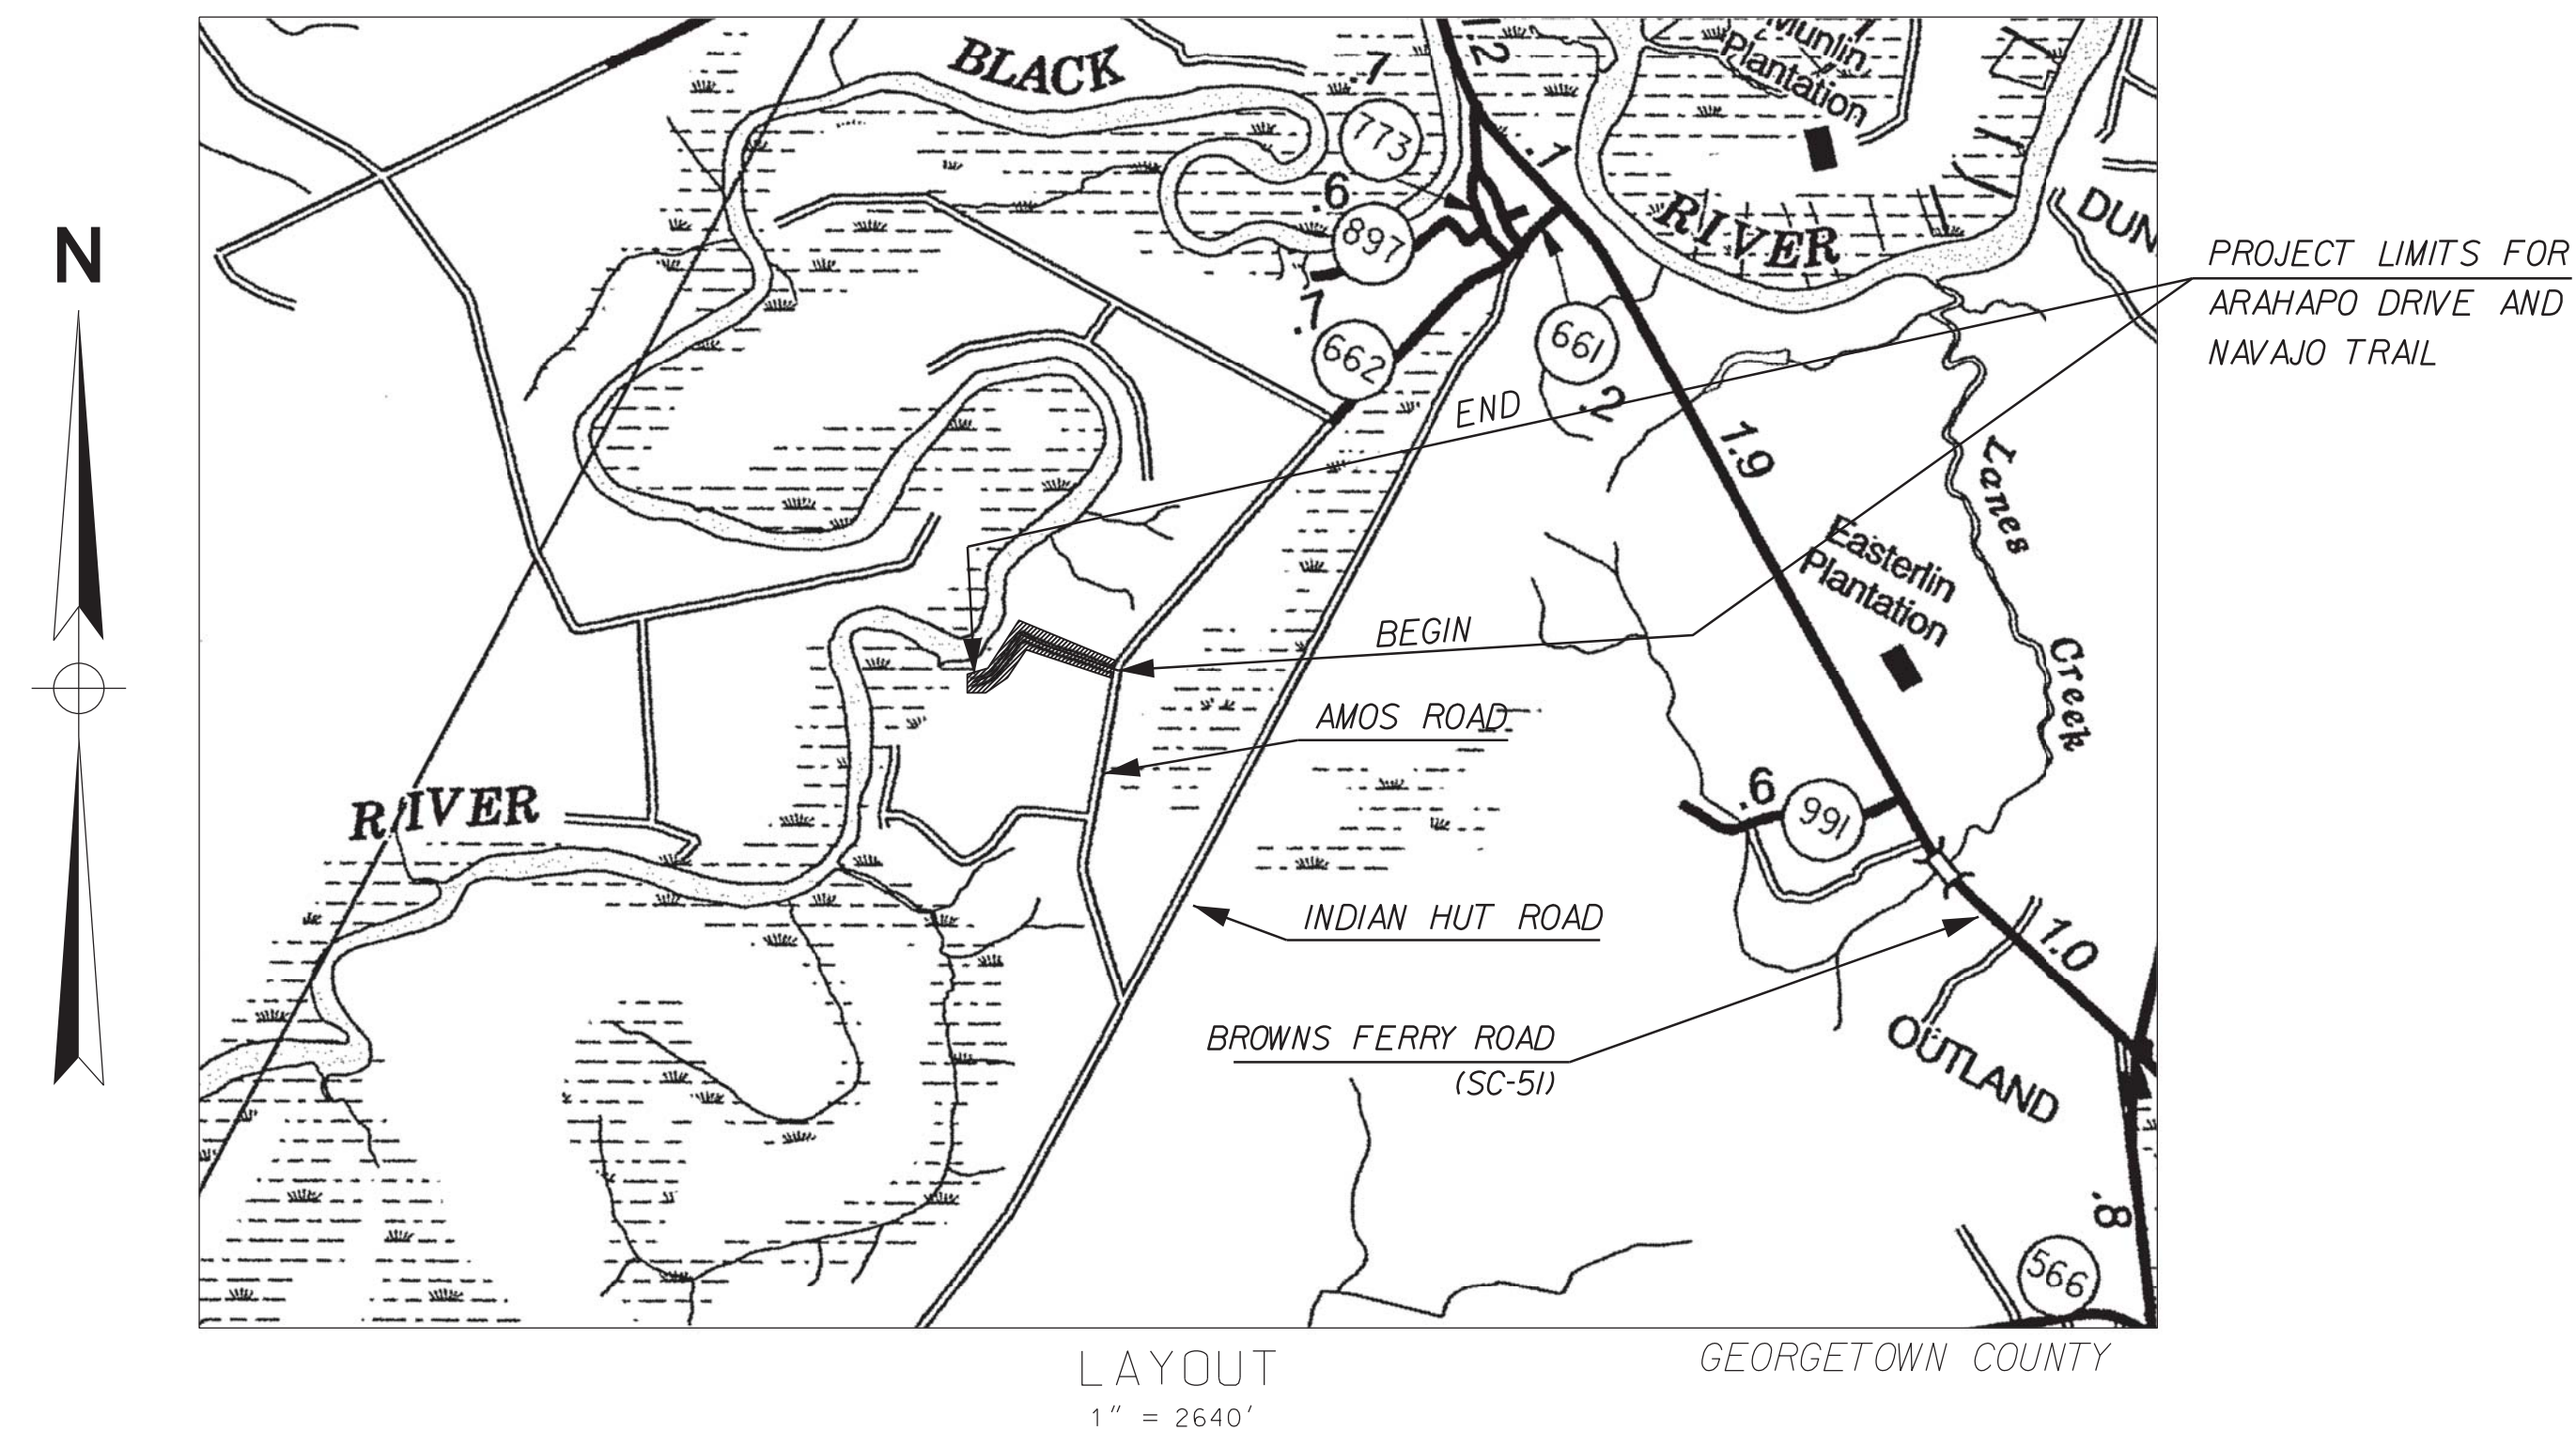 N
BLACK
.7
1.2
Munlin
Plantation
773
.1
.6
897
RIVER
DUN
PROJECT LIMITS FOR
ARAHAPO DRIVE AND
NAVAJO TRAIL
.7
662
661
.2
END
1.9
Lanes
Creek
Easterlin
Plantation
BEGIN
AMOS ROAD
RIVER
.6
991
INDIAN HUT ROAD
1.0
BROWNS FERRY ROAD
(SC-51)
OUTLAND
.8
566
LAYOUT
1" = 2640'
GEORGETOWN COUNTY